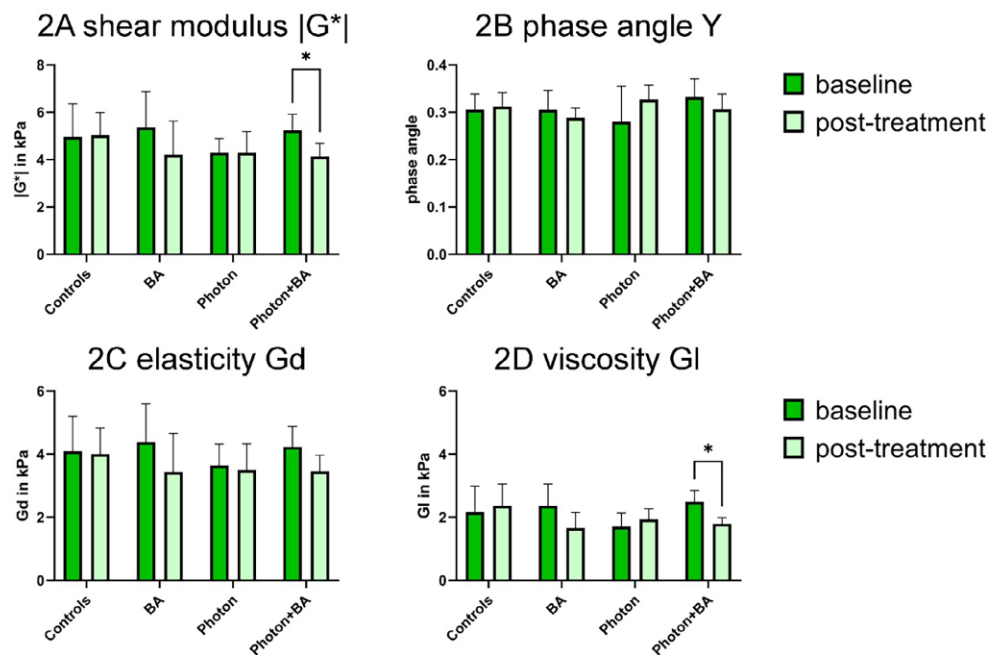 2A shear modulus |G*|
|G*| in kPa
8
6
4
2
0
*
Controls
BA
Photon
Photon+BA
2B phase angle Y
phase angle
0.4
0.3
0.2
0.1
0.0
Controls
BA
Photon
Photon+BA
baseline
post-treatment
2C elasticity Gd
Gd in kPa
6
4
2
0
Controls
BA
Photon
Photon+BA
2D viscosity Gl
Gl in kPa
6
4
2
0
*
Controls
BA
Photon
Photon+BA
baseline
post-treatment